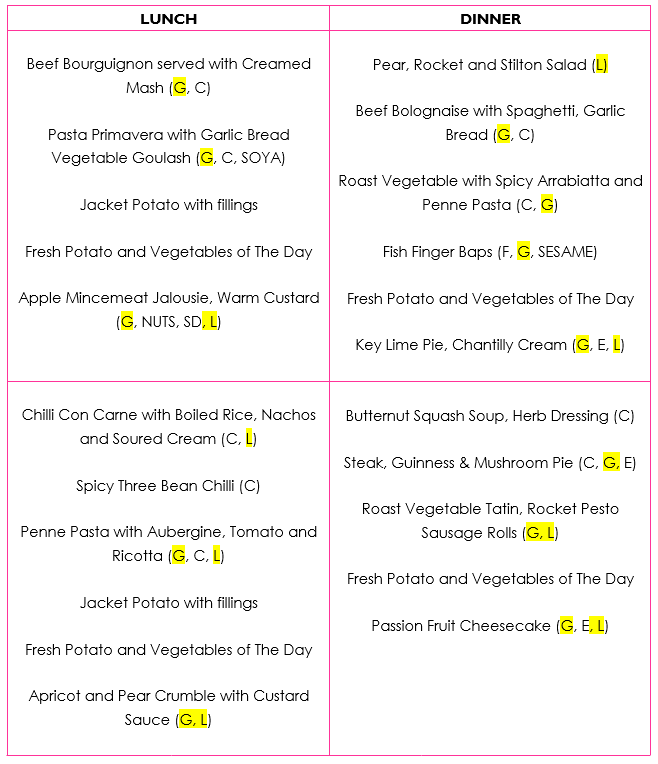 LUNCH
DINNER
Beef Bourguignon served with Creamed
Mash (G, C)
Pasta Primavera with Garlic Bread
Vegetable Goulash (G, C, SOYA)
Jacket Potato with fillings
Fresh Potato and Vegetables of The Day
Apple Mincemeat Jalousie, Warm Custard
(G, NUTS, SD, L)
Pear, Rocket and Stilton Salad (L)
Beef Bolognaise with Spaghetti, Garlic
Bread (G, C)
Roast Vegetable with Spicy Arrabiatta and
Penne Pasta (C, G)
Fish Finger Baps (F, G, SESAME)
Fresh Potato and Vegetables of The Day
Key Lime Pie, Chantilly Cream (G, E, L)
Chilli Con Carne with Boiled Rice, Nachos
and Soured Cream (C, L)
Spicy Three Bean Chilli (C)
Penne Pasta with Aubergine, Tomato and
Ricotta (G, C, L)
Jacket Potato with fillings
Fresh Potato and Vegetables of The Day
Apricot and Pear Crumble with Custard
Sauce (G, L)
Butternut Squash Soup, Herb Dressing (C)
Steak, Guinness & Mushroom Pie (C, G, E)
Roast Vegetable Tatin, Rocket Pesto
Sausage Rolls (G, L)
Fresh Potato and Vegetables of The Day
Passion Fruit Cheesecake (G, E, L)